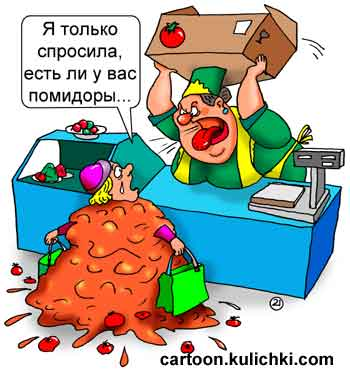 Я только
спросила,
есть ли у вас
помидоры...
cartoon.kulichki.com